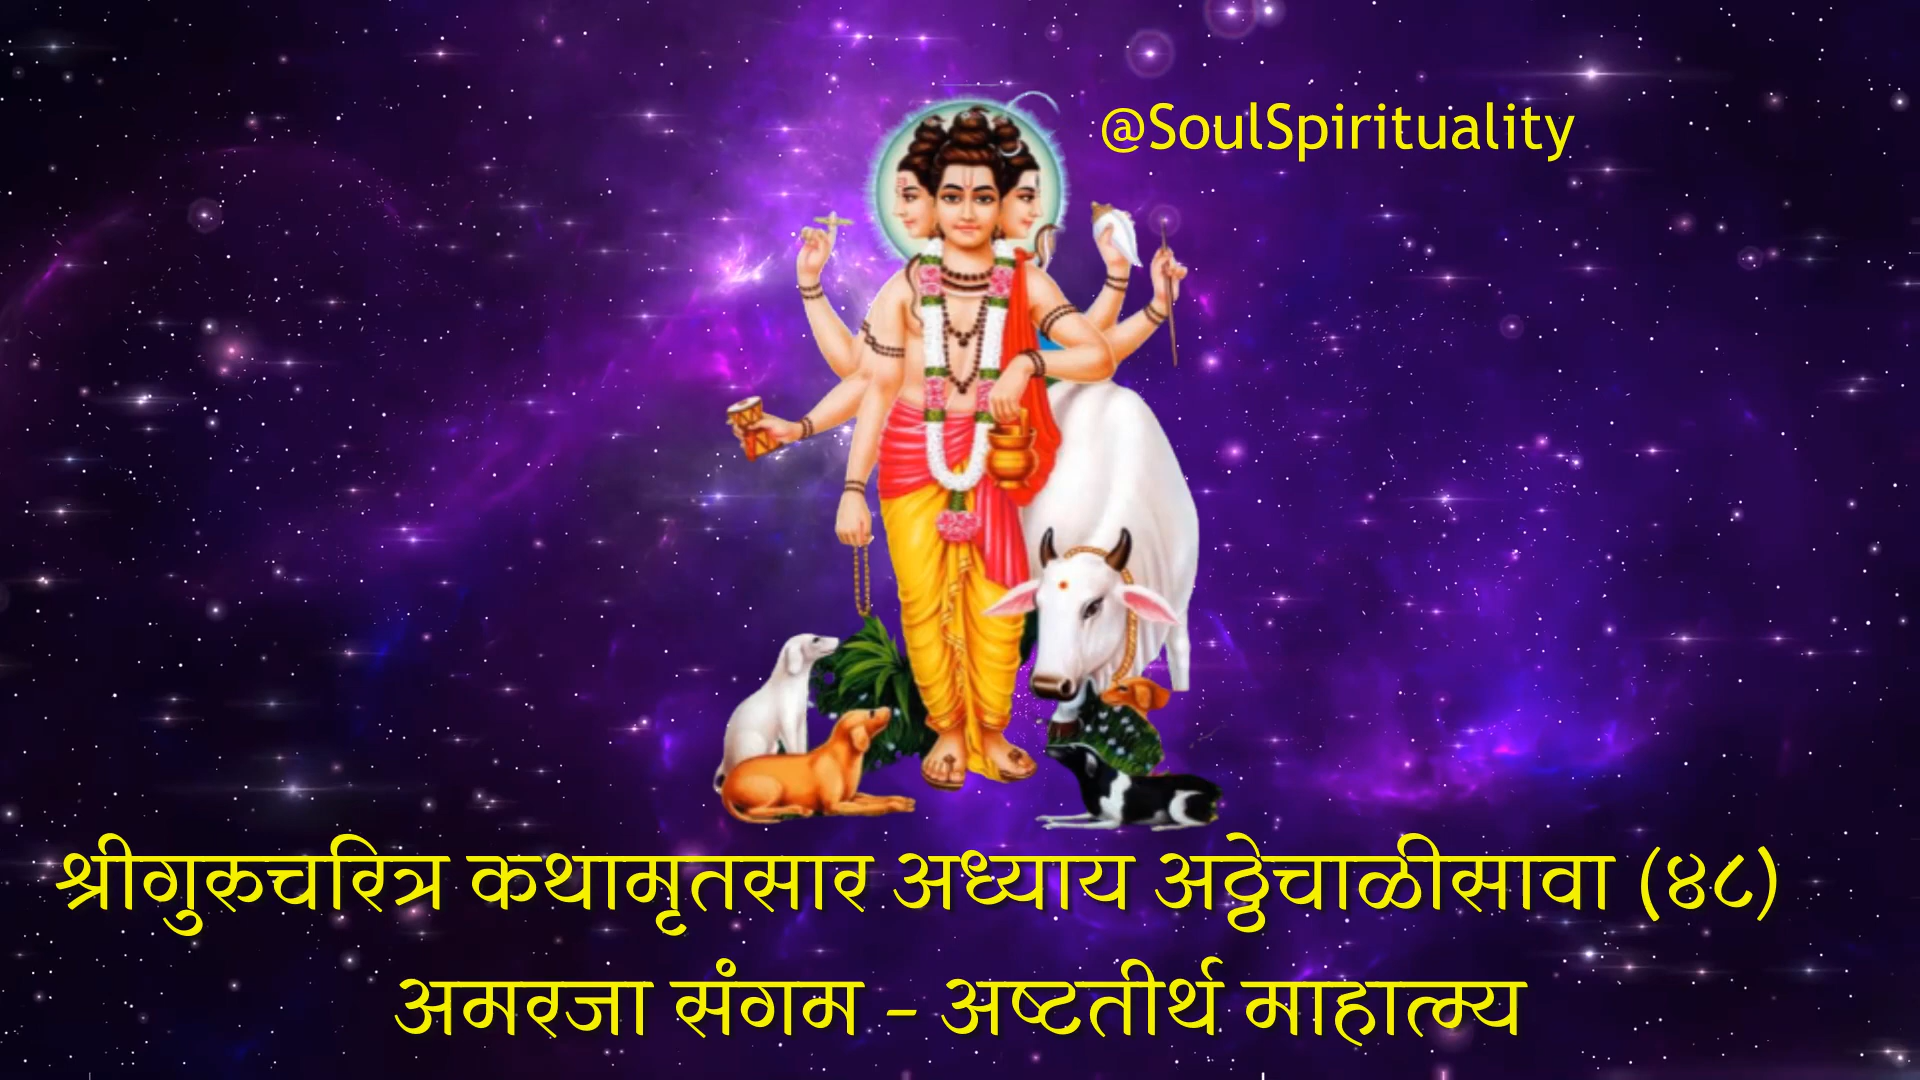 @SoulSpirituality
श्रीगुरुचरित्र कथामृतसार अध्याय अठ्ठेचाळीसावा (४८)
अमरजा संगम - अष्टतीर्थ माहात्म्य